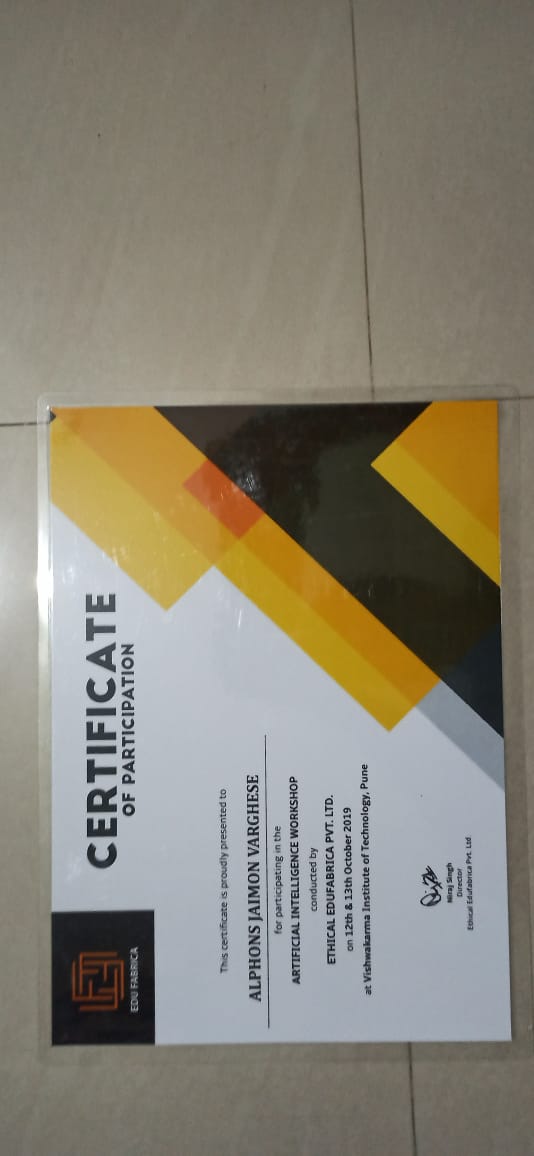 EDU FABRICA
CERTIFICATE
OF PARTICIPATION
This certificate is proudly presented to
ALPHONS JAIMON VARGHESE
for participating in the
ARTIFICIAL INTELLIGENCE WORKSHOP
conducted by
ETHICAL EDUFABRICA PVT. LTD.
on 12th & 13th October 2019
at Vishwakarma Institute of Technology, Pune
Niraj Singh
Director
Ethical Edufabrica Pvt. Ltd